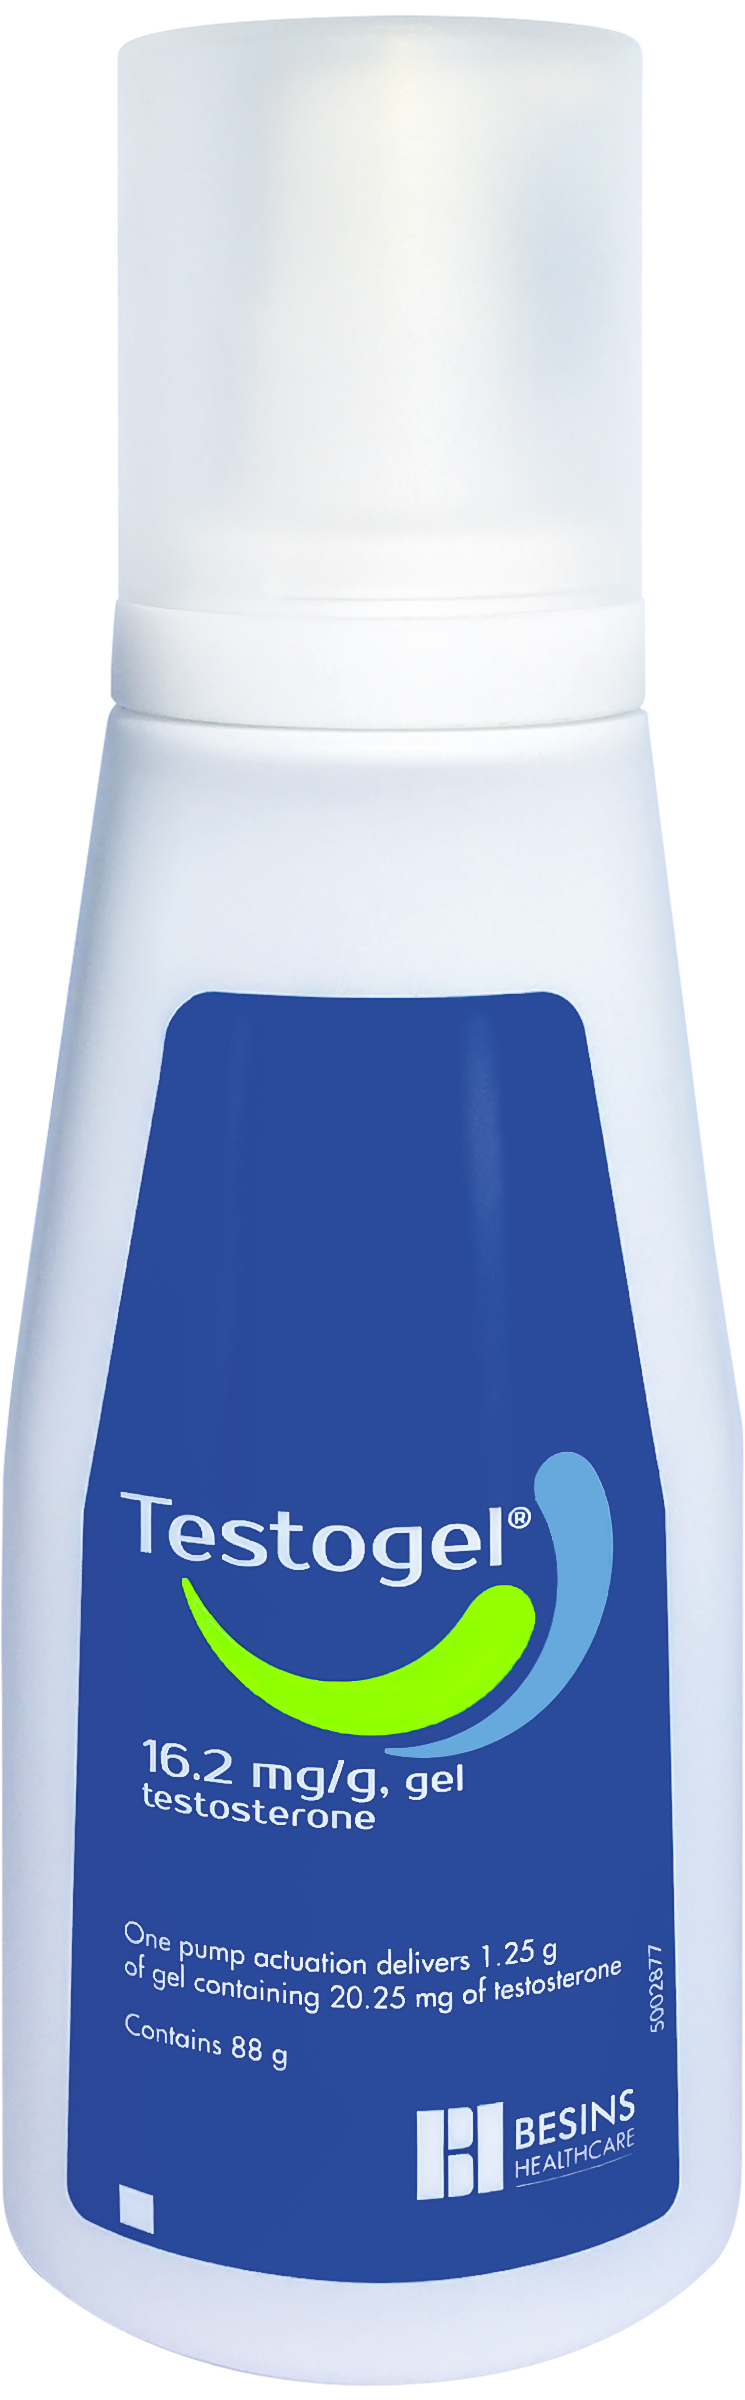 Testogel®
16.2 mg/g, gel
testosterone
One pump actuation delivers 1.25 g
of gel containing 20.25 mg of testosterone
Contains 88 g
5002877
BESINS
HEALTHCARE